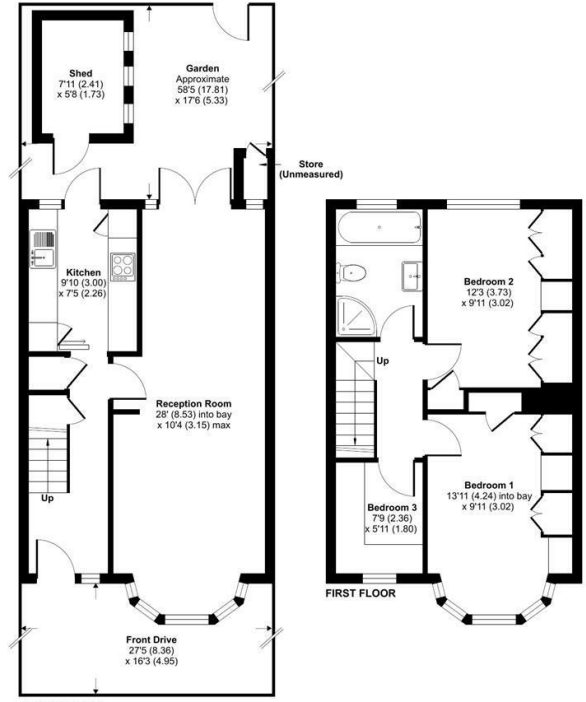 Shed
7'11 (2.41)
x 5'8 (1.73)
Garden
Approximate
58'5 (17.81)
x 17'6 (5.33)
Store
(Unmeasured)
Kitchen
9'10 (3.00)
x 7'5 (2.26)
Reception Room
28' (8.53) into bay
x 10'4 (3.15) max
Up
Front Drive
27'5 (8.36)
x 16'3 (4.95)
Bedroom 2
12'3 (3.73)
x 9'11 (3.02)
Up
Bedroom 1
13'11 (4.24) into bay
x 9'11 (3.02)
Bedroom 3
7'9 (2.36)
x 5'11 (1.80)
FIRST FLOOR